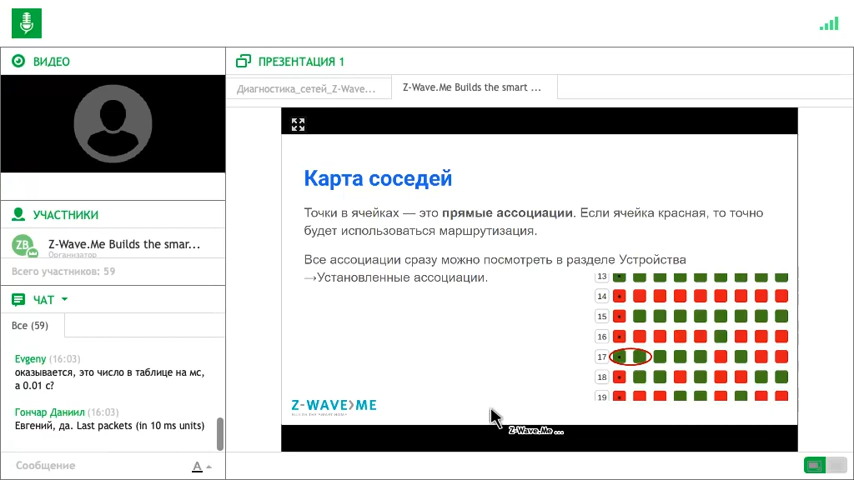 ВИДЕО
ПРЕЗЕНТАЦИЯ 1
Диагностика_сетей_Z-Wave...
Z-Wave.Me Builds the smart ...
Карта соседей
Точки в ячейках — это прямые ассоциации. Если ячейка красная, то точно
будет использоваться маршрутизация.
Все ассоциации сразу можно посмотреть в разделе Устройства
→Установленные ассоциации.
13
14
15
16
17
18
19
Z-WAVE>ME
Z-Wave.Me ...
УЧАСТНИКИ
ZB
Z-Wave.Me Builds the smar...
Организатор
Всего участников: 59
ЧАТ
Все (59)
Evgeny (16:03)
оказывается, это число в таблице на мс,
а 0.01 с?
Гончар Даниил (16:03)
Евгений, да. Last packets (in 10 ms units)
Сообщение
A